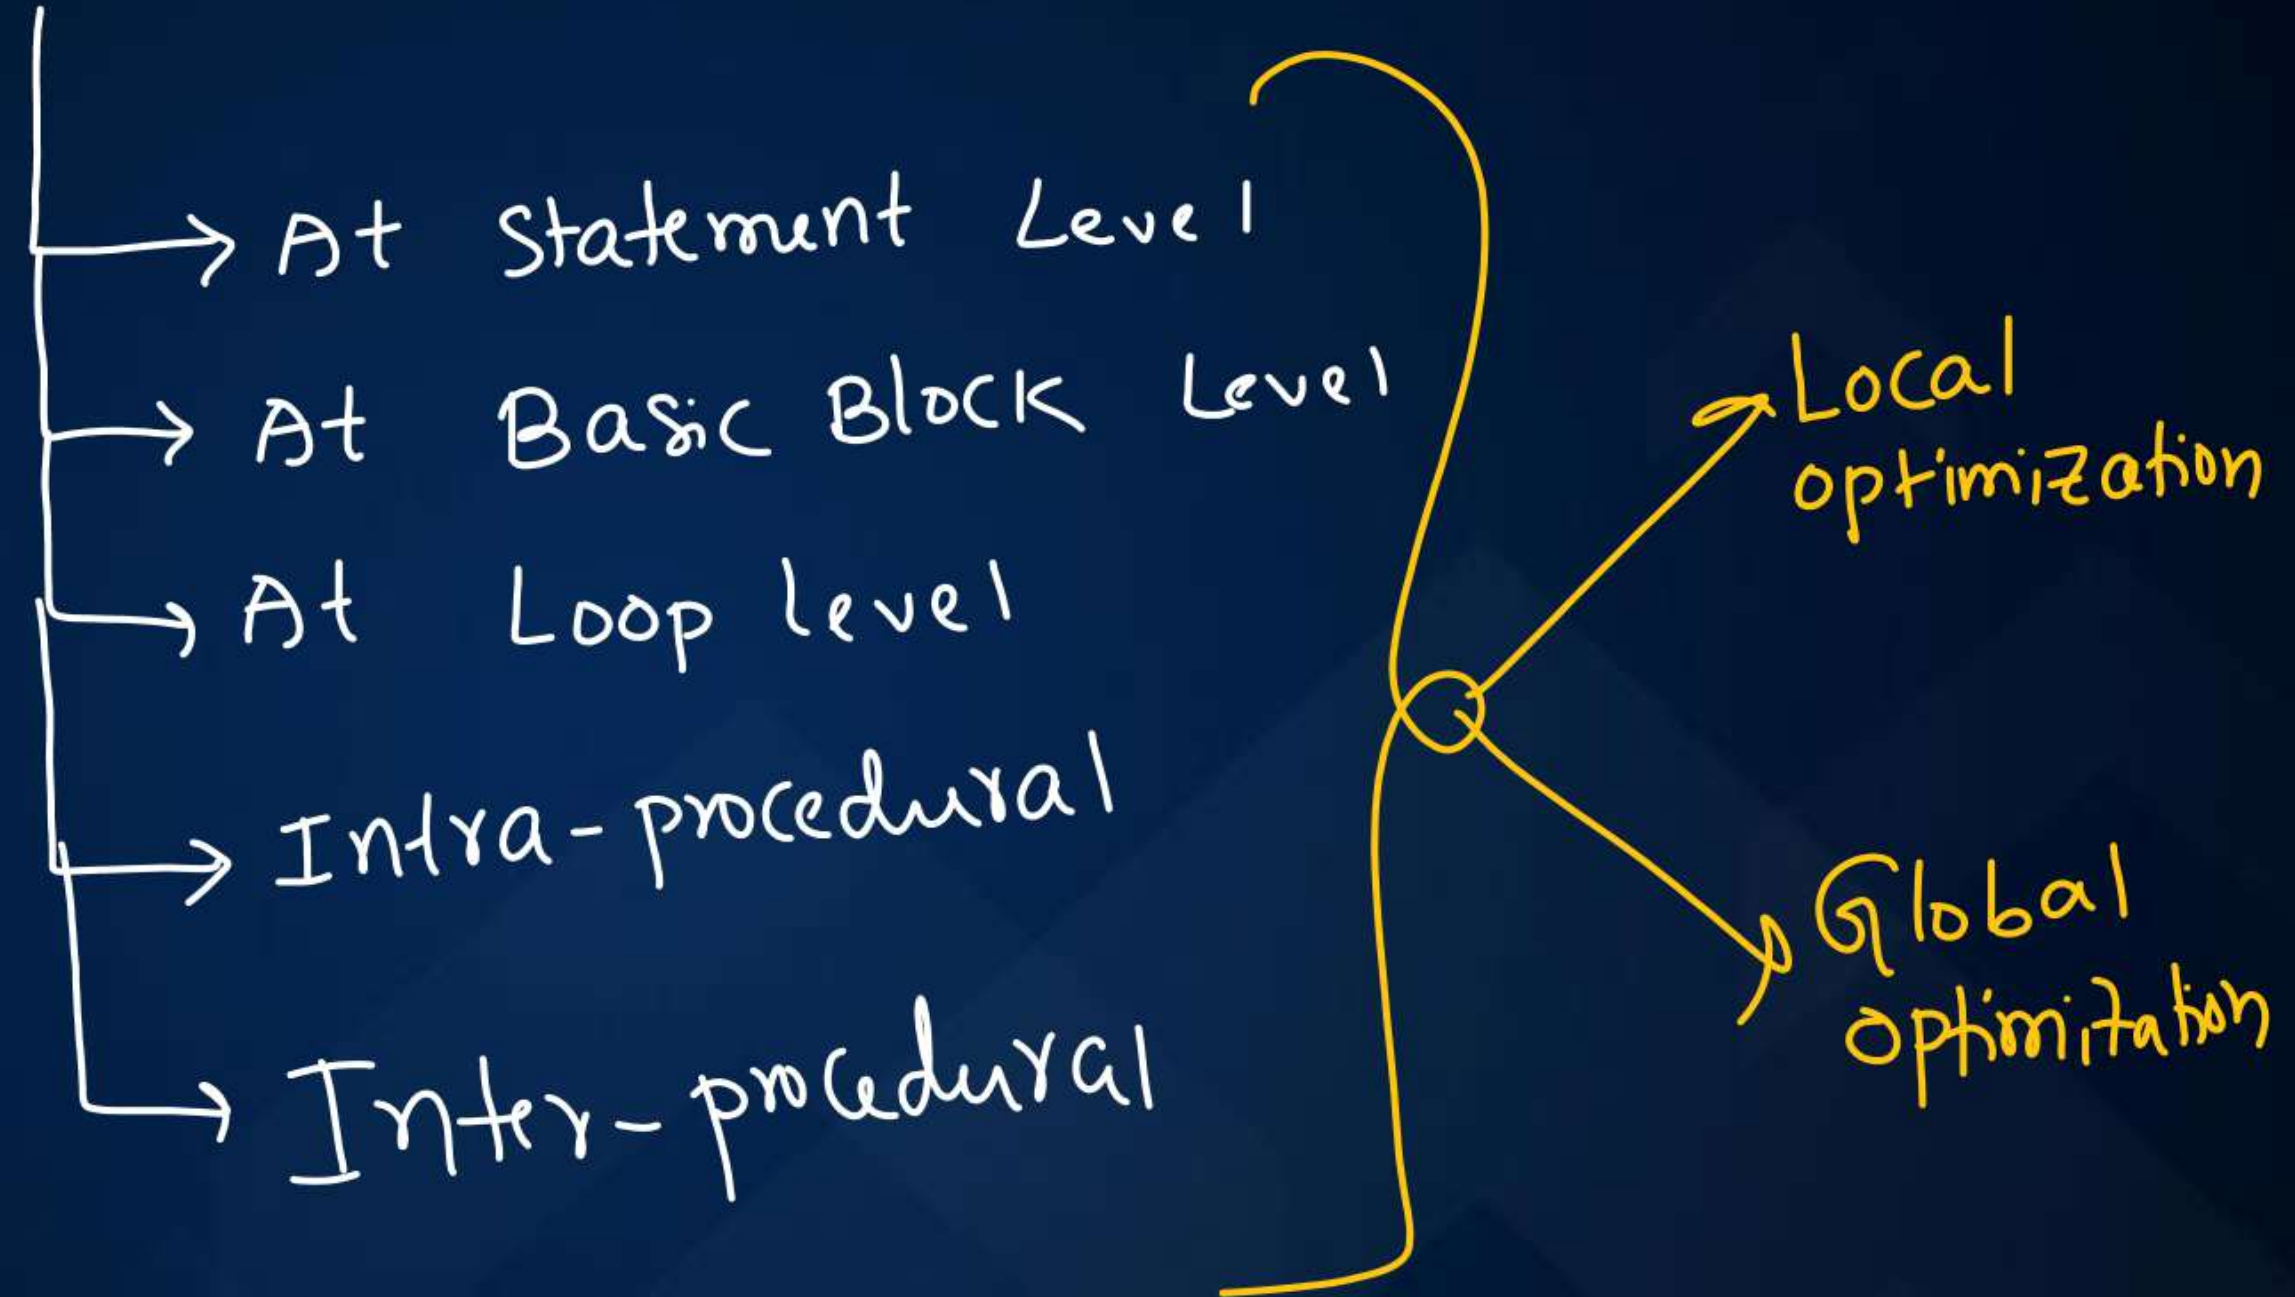 At Statement Level
At Basic Block Level
At Loop level
Intra-procedural
Inter-procedural
Local
optimization
Global
optimization